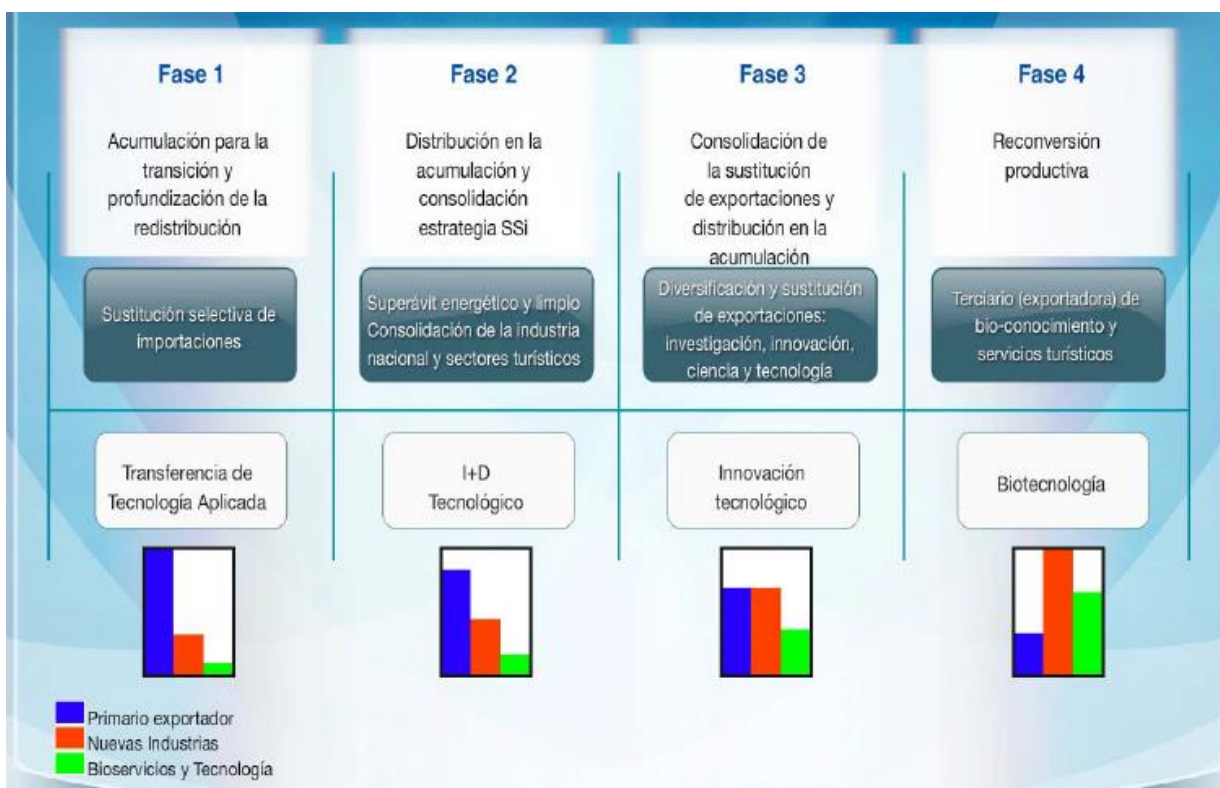 Fase 1
Acumulación para la
transición y
profundización de la
redistribución
Sustitución selectiva de
importaciones
Transferencia de
Tecnología Aplicada
Fase 2
Distribución en la
acumulación y
consolidación
estrategia SSi
Superávit energético y limpio
Consolidación de la industria
nacional y sectores turísticos
I+D
Tecnológico
Fase 3
Consolidación de
la sustitución
de exportaciones y
distribución en la
acumulación
Diversificación y sustitución
de exportaciones:
investigación, innovación,
ciencia y tecnología
Innovación
tecnológico
Fase 4
Reconversión
productiva
Terciario (exportadora) de
bio-conocimiento y
servicios turísticos
Biotecnología
Primario exportador
Nuevas Industrias
Bioservicios y Tecnología